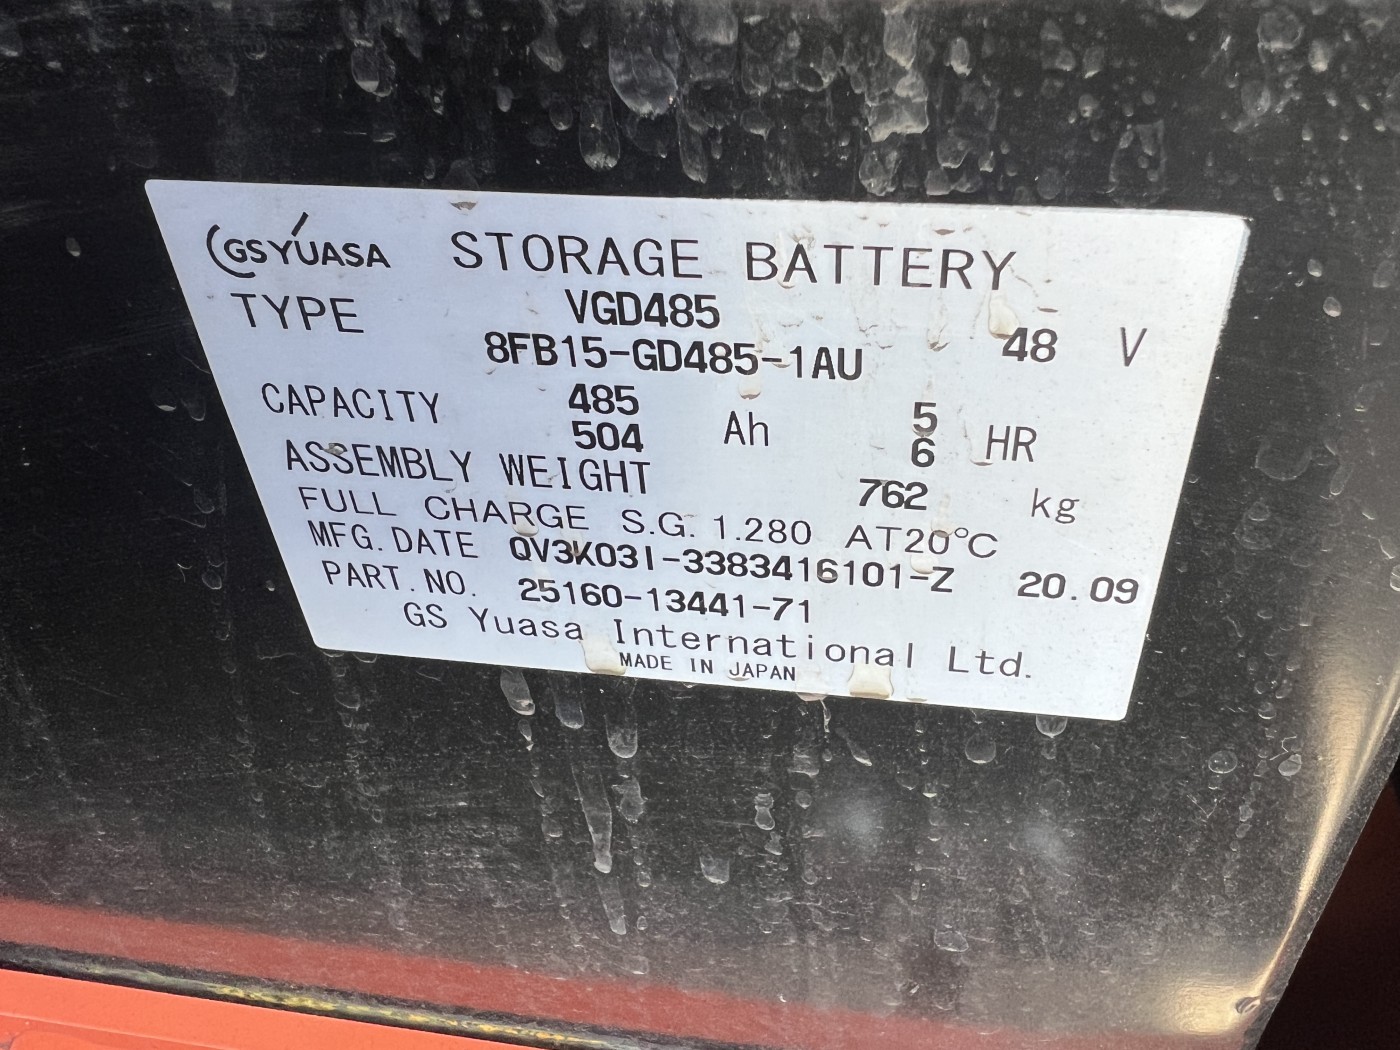 GS YUASA STORAGE BATTERY
TYPE VGD485
8FB15-GD485-1AU 48 V
CAPACITY 485 Ah 5 HR
504 6
ASSEMBLY WEIGHT 762 kg
FULL CHARGE S.G. 1.280 AT20°C
MFG. DATE QV3K03I-3383416101-Z 20.09
PART. NO. 25160-13441-71
GS Yuasa International Ltd.
MADE IN JAPAN